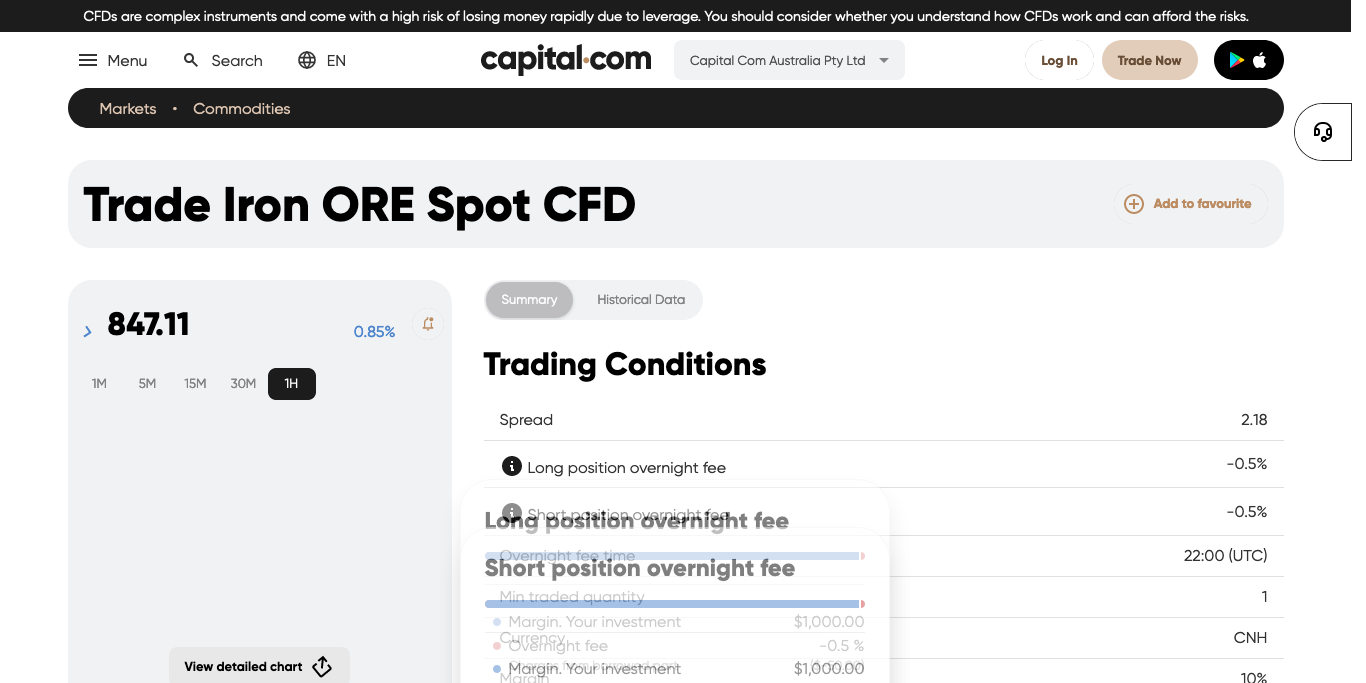 CFDs are complex instruments and come with a high risk of losing money rapidly due to leverage. You should consider whether you understand how CFDs work and can afford the risks.
Menu Search EN capital.com Capital Com Australia Pty Ltd Log In Trade Now
Markets • Commodities
Trade Iron ORE Spot CFD
Add to favourite
847.11
0.85%
1M 5M 15M 30M 1H
View detailed chart
Summary Historical Data
Trading Conditions
Spread 2.18
Long position overnight fee -0.5%
Short position overnight fee -0.5%
Long position overnight fee
Overnight fee time 22:00 (UTC)
Short position overnight fee
Min traded quantity 1
Margin. Your investment $1,000.00
Currency CNH
Overnight fee -0.5 %
Margin. Your investment $1,000.00
Margin 10%